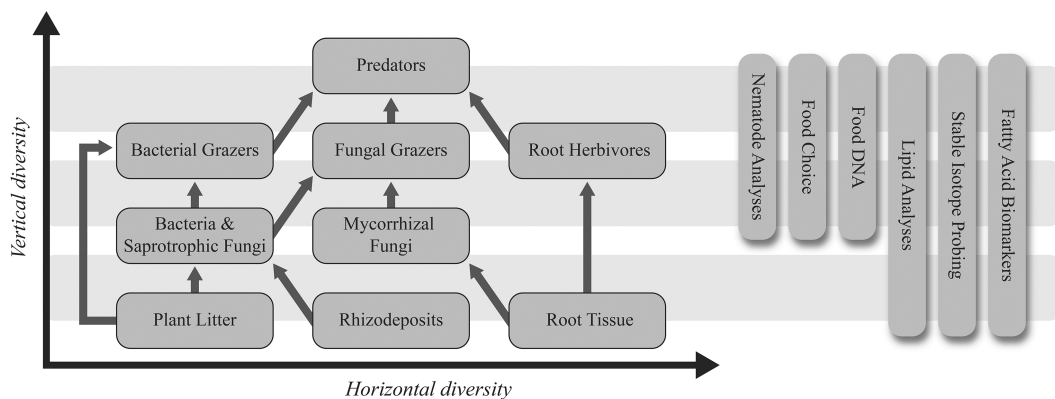 Vertical diversity
Predators
Bacterial Grazers
Fungal Grazers
Root Herbivores
Bacteria &
Saprotrophic Fungi
Mycorrhizal
Fungi
Plant Litter
Rhizodeposits
Root Tissue
Horizontal diversity
Nematode Analyses
Food Choice
Food DNA
Lipid Analyses
Stable Isotope Probing
Fattty Acid Biomarkers